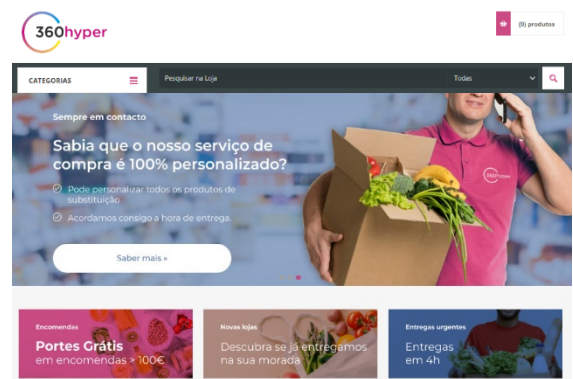 360hyper
(0) produtos
CATEGORIAS
Pesquisar na Loja
Todas
Sempre em contacto
Sabia que o nosso serviço de
compra é 100% personalizado?
Pode personalizar todos os produtos de
substituição
Acordamos consigo a hora de entrega.
360hyper
Saber mais »
Encomendas
Portes Grátis
em encomendas > 100€
Novas lojas
Descubra se já entregamos
na sua morada
Entregas urgentes
Entregas
em 4h